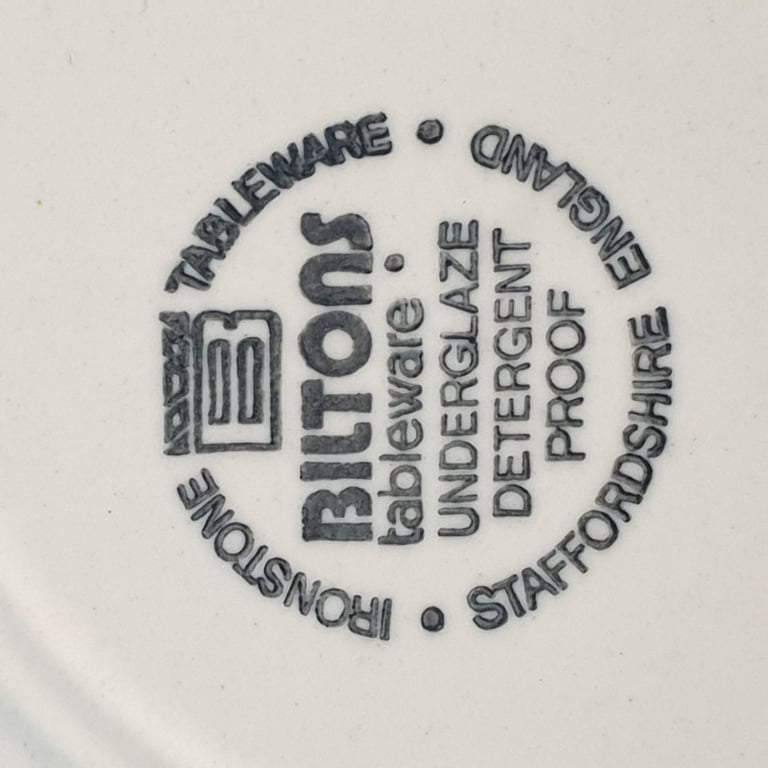 IRONSTONE TABLEWARE
BILTONS
tableware
UNDERGLAZE
DETERGENT
PROOF
STAFFORDSHIRE ENGLAND